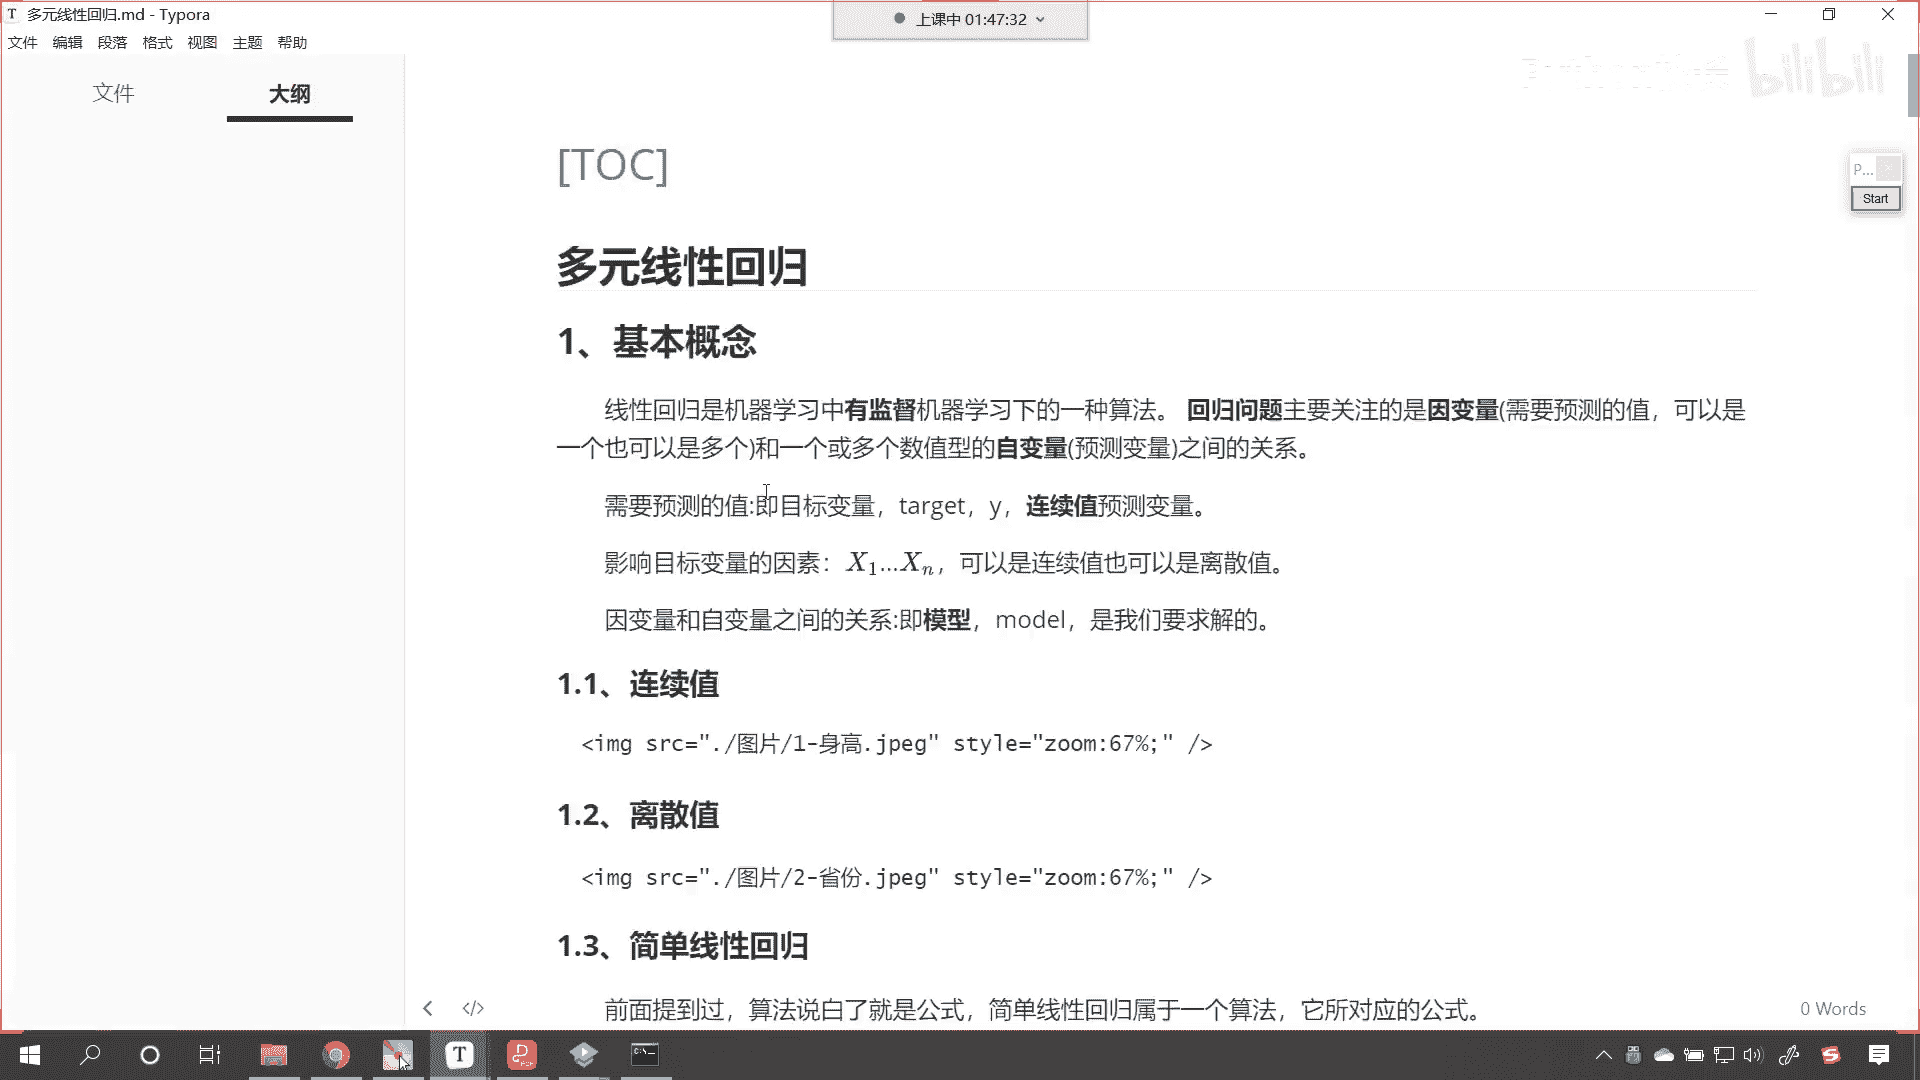 多元线性回归.md - Typora
上课中 01:47:32
文件 编辑 段落 格式 视图 主题 帮助
文件 大纲
bilibili
P...
Start
[TOC]
多元线性回归
1、基本概念
线性回归是机器学习中有监督机器学习下的一种算法。 回归问题主要关注的是因变量(需要预测的值，可以是
一个也可以是多个)和一个或多个数值型的自变量(预测变量)之间的关系。
需要预测的值:即目标变量，target，y，连续值预测变量。
影响目标变量的因素：X₁...Xₙ，可以是连续值也可以是离散值。
因变量和自变量之间的关系:即模型，model，是我们要求解的。
1.1、连续值
<img src="./图片/1-身高.jpeg" style="zoom:67%;" />
1.2、离散值
<img src="./图片/2-省份.jpeg" style="zoom:67%;" />
1.3、简单线性回归
前面提到过，算法说白了就是公式，简单线性回归属于一个算法，它所对应的公式。
</> 0 Words